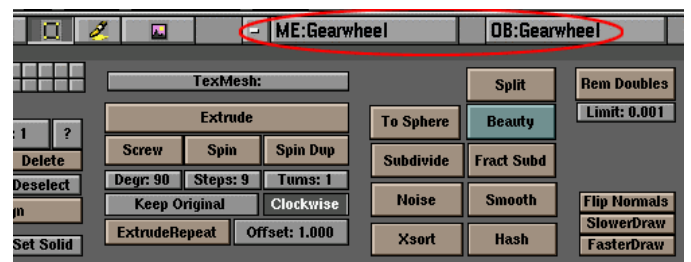 ME:Gearwheel OB:Gearwheel
TexMesh: Split Rem Doubles
Extrude To Sphere Beauty Limit: 0.001
: 1 ?
Delete Screw Spin Spin Dup Subdivide Fract Subd
Deselect Degr: 90 Steps: 9 Turns: 1
Keep Original Clockwise Noise Smooth Flip Normals
Set Solid ExtrudeRepeat Offset: 1.000 Xsort Hash SlowerDraw
FasterDraw